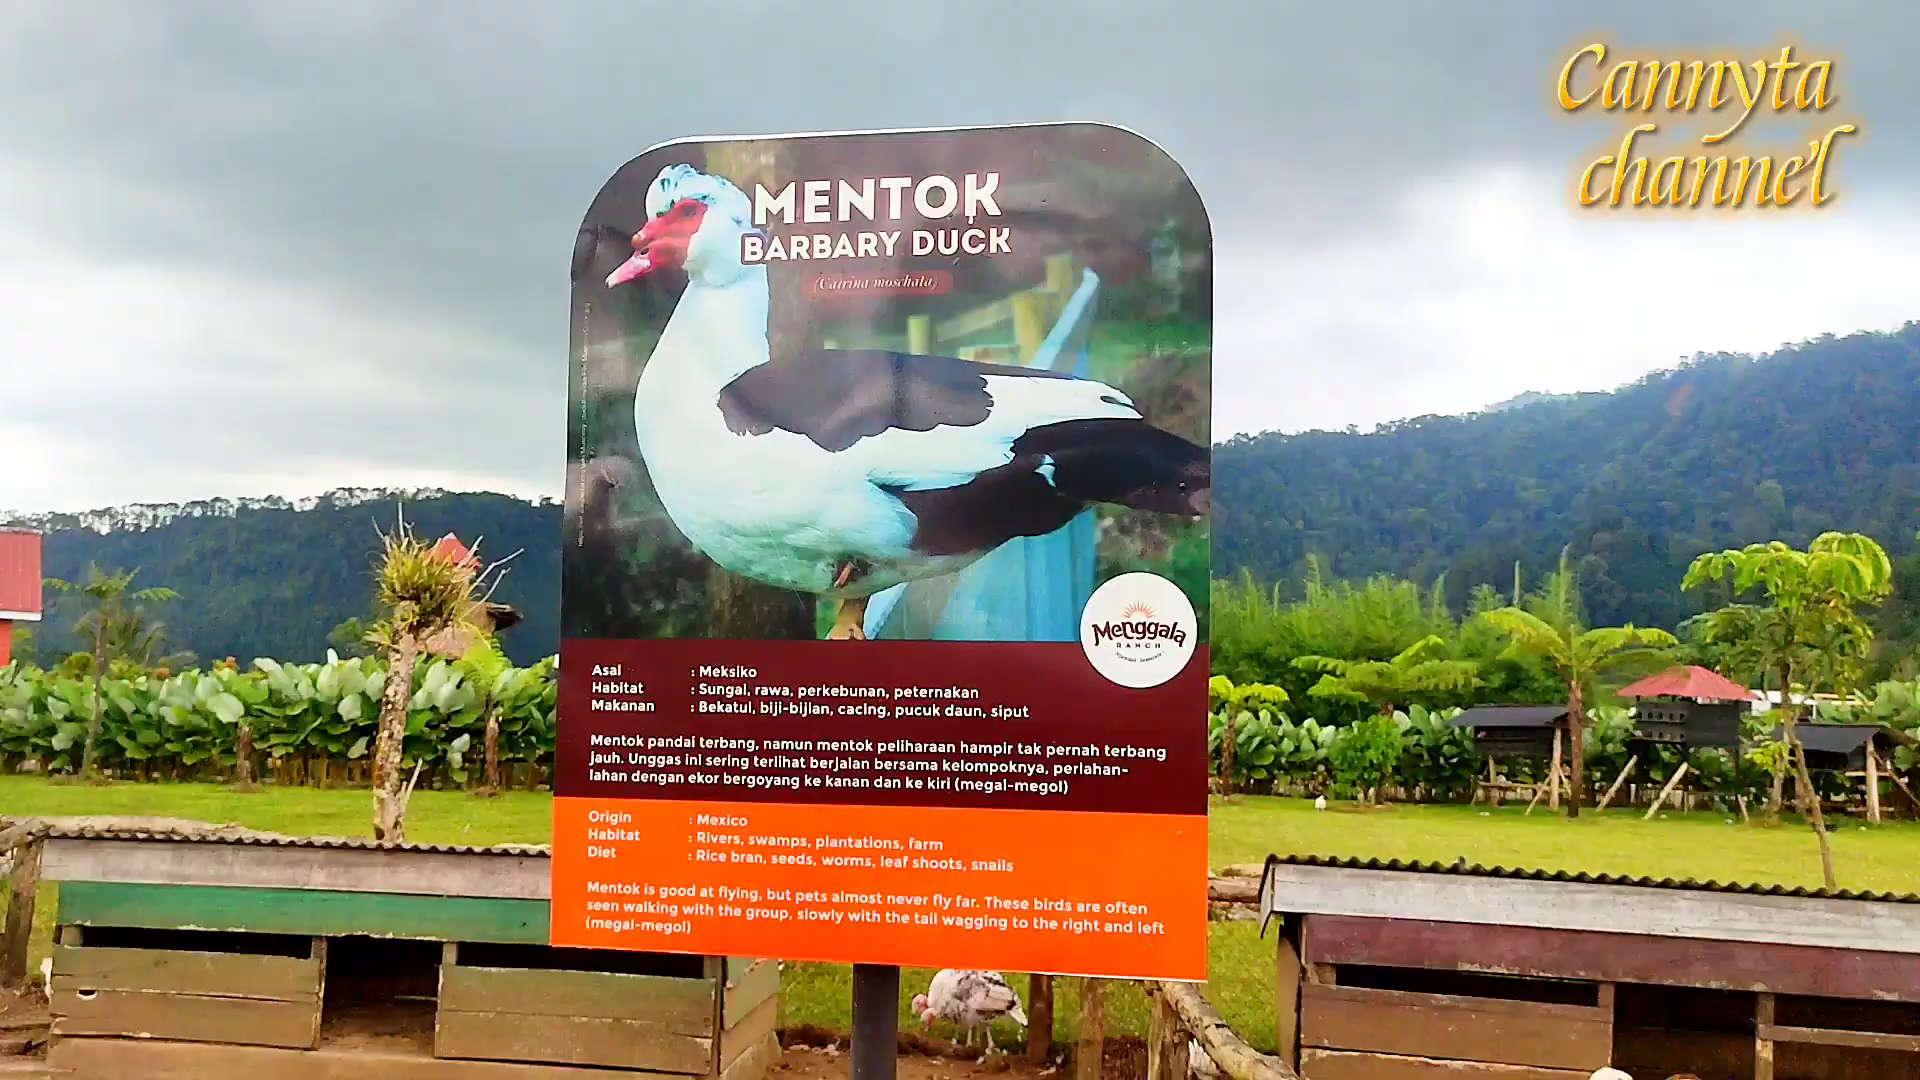 Cannyta
channel
MENTOK
BARBARY DUCK
(Cairina moschata)
Menggala
RANCH
Asal : Meksiko
Habitat : Sungai, rawa, perkebunan, peternakan
Makanan : Bekatul, biji-bijian, cacing, pucuk daun, siput
Mentok pandai terbang, namun mentok peliharaan hampir tak pernah terbang
jauh. Unggas ini sering terlihat berjalan bersama kelompoknya, perlahan-
lahan dengan ekor bergoyang ke kanan dan ke kiri (megal-megol)
Origin : Mexico
Habitat : Rivers, swamps, plantations, farm
Diet : Rice bran, seeds, worms, leaf shoots, snails
Mentok is good at flying, but pets almost never fly far. These birds are often
seen walking with the group, slowly with the tail wagging to the right and left
(megal-megol)